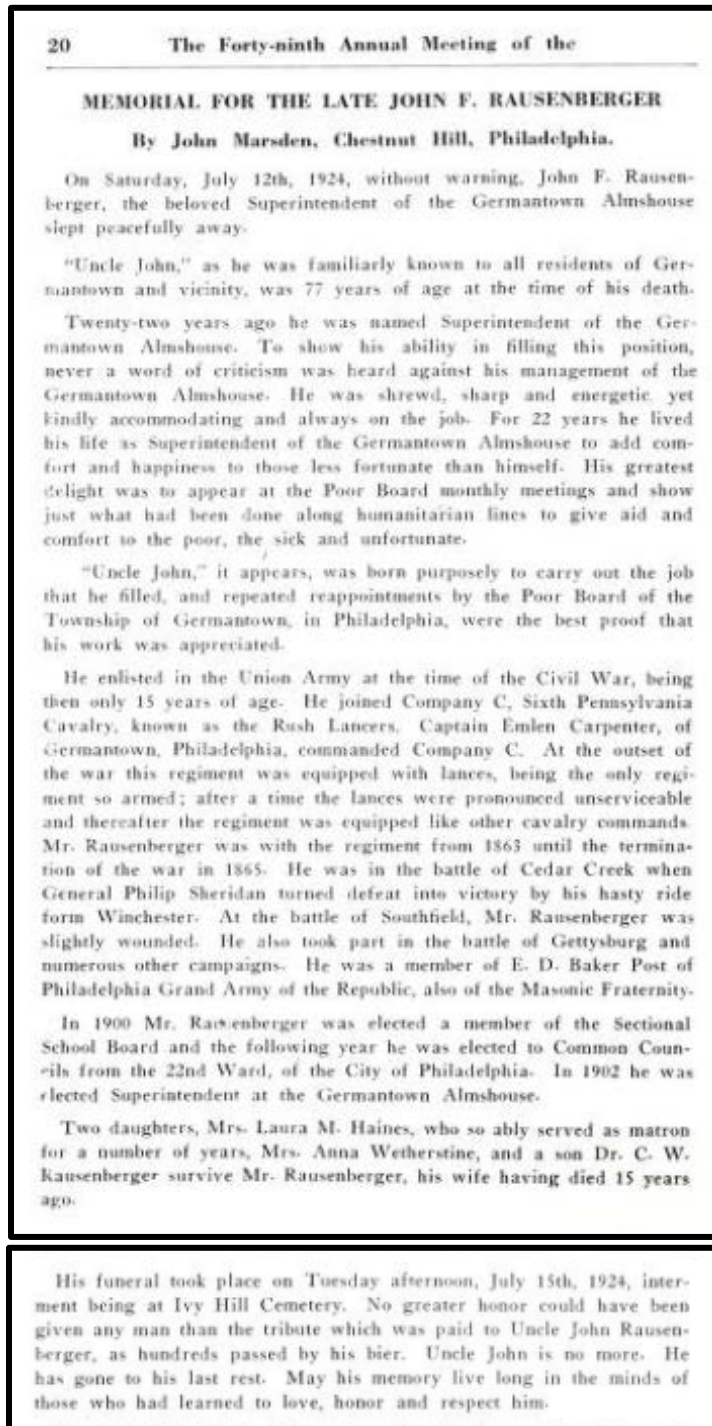 20 The Forty-ninth Annual Meeting of the
MEMORIAL FOR THE LATE JOHN F. RAUSENBERGER
By John Marsden, Chestnut Hill, Philadelphia.
On Saturday, July 12th, 1924, without warning, John F. Rausen-
berger, the beloved Superintendent of the Germantown Almshouse
slept peacefully away.
"Uncle John," as he was familiarly known to all residents of Ger-
mantown and vicinity, was 77 years of age at the time of his death.
Twenty-two years ago he was named Superintendent of the Ger-
mantown Almshouse. To show his ability in filling this position,
never a word of criticism was heard against his management of the
Germantown Almshouse. He was shrewd, sharp and energetic yet
kindly accommodating and always on the job. For 22 years he lived
his life as Superintendent of the Germantown Almshouse to add com-
fort and happiness to those less fortunate than himself. His greatest
delight was to appear at the Poor Board monthly meetings and show
just what had been done along humanitarian lines to give aid and
comfort to the poor, the sick and unfortunate.
"Uncle John," it appears, was born purposely to carry out the job
that he filled, and repeated reappointments by the Poor Board of the
Township of Germantown, in Philadelphia, were the best proof that
his work was appreciated.
He enlisted in the Union Army at the time of the Civil War, being
then only 15 years of age. He joined Company C, Sixth Pennsylvania
Cavalry, known as the Rush Lancers. Captain Emlen Carpenter, of
Germantown, Philadelphia, commanded Company C. At the outset of
the war this regiment was equipped with lances, being the only regi-
ment so armed; after a time the lances were pronounced unserviceable
and thereafter the regiment was equipped like other cavalry commands.
Mr. Rausenberger was with the regiment from 1863 until the termina-
tion of the war in 1865. He was in the battle of Cedar Creek when
General Philip Sheridan turned defeat into victory by his hasty ride
form Winchester. At the battle of Southfield, Mr. Rausenberger was
slightly wounded. He also took part in the battle of Gettysburg and
numerous other campaigns. He was a member of E. D. Baker Post of
Philadelphia Grand Army of the Republic, also of the Masonic Fraternity.
In 1900 Mr. Rausenberger was elected a member of the Sectional
School Board and the following year he was elected to Common Coun-
cils from the 22nd Ward, of the City of Philadelphia. In 1902 he was
elected Superintendent at the Germantown Almshouse.
Two daughters, Mrs. Laura M. Haines, who so ably served as matron
for a number of years, Mrs. Anna Wetherstine, and a son Dr. C. W.
Rausenberger survive Mr. Rausenberger, his wife having died 15 years
ago.
His funeral took place on Tuesday afternoon, July 15th, 1924, inter-
ment being at Ivy Hill Cemetery. No greater honor could have been
given any man than the tribute which was paid to Uncle John Rausen-
berger, as hundreds passed by his bier. Uncle John is no more. He
has gone to his last rest. May his memory live long in the minds of
those who had learned to love, honor and respect him.